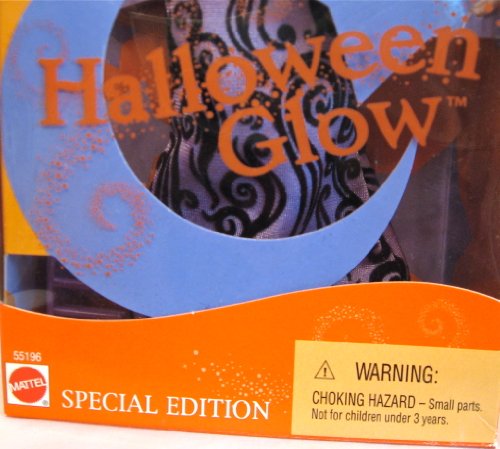 Halloween
Glow™
55196
MATTEL
®
SPECIAL EDITION
⚠ WARNING:
CHOKING HAZARD – Small parts.
Not for children under 3 years.